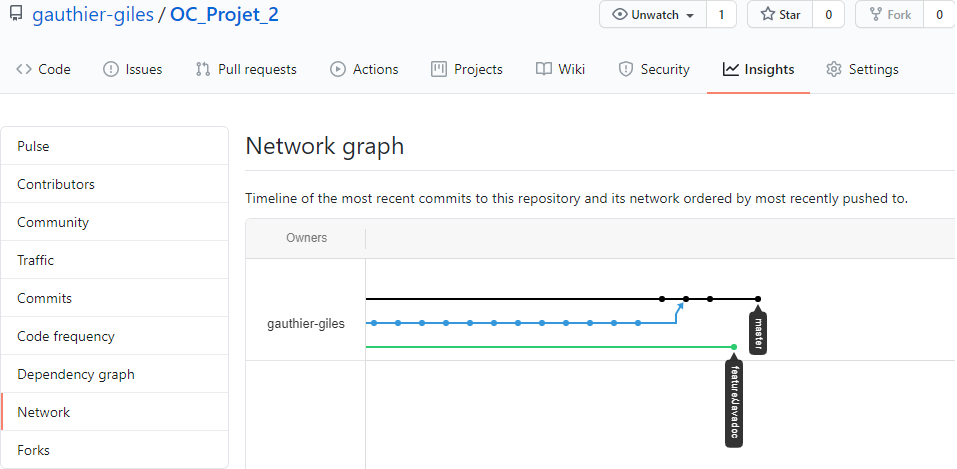 gauthier-giles / OC_Projet_2
Unwatch 1 Star 0 Fork 0
Code Issues Pull requests Actions Projects Wiki Security Insights Settings
Pulse
Contributors
Community
Traffic
Commits
Code frequency
Dependency graph
Network
Forks
Network graph
Timeline of the most recent commits to this repository and its network ordered by most recently pushed to.
Owners
gauthier-giles
master
feature/Javadoc